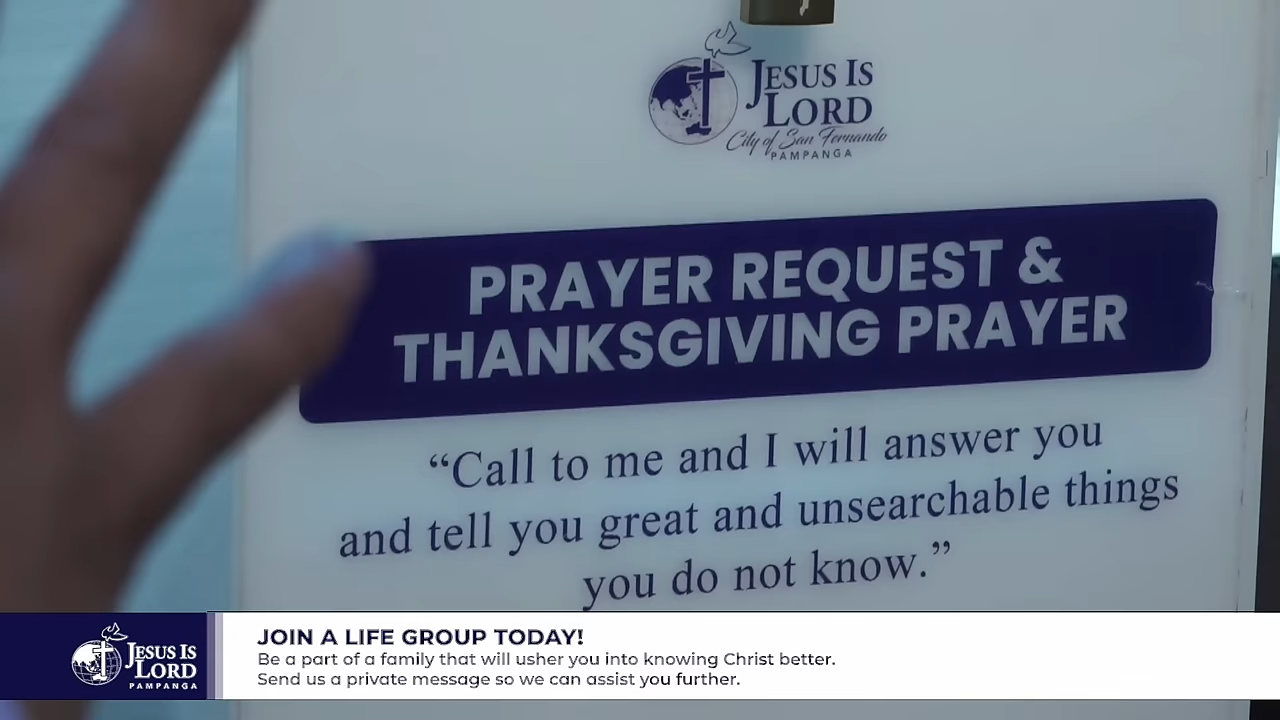 JESUS IS
LORD
City of San Fernando
PAMPANGA
PRAYER REQUEST &
THANKSGIVING PRAYER
“Call to me and I will answer you
and tell you great and unsearchable things
you do not know.”
JESUS IS
LORD
PAMPANGA
JOIN A LIFE GROUP TODAY!
Be a part of a family that will usher you into knowing Christ better.
Send us a private message so we can assist you further.